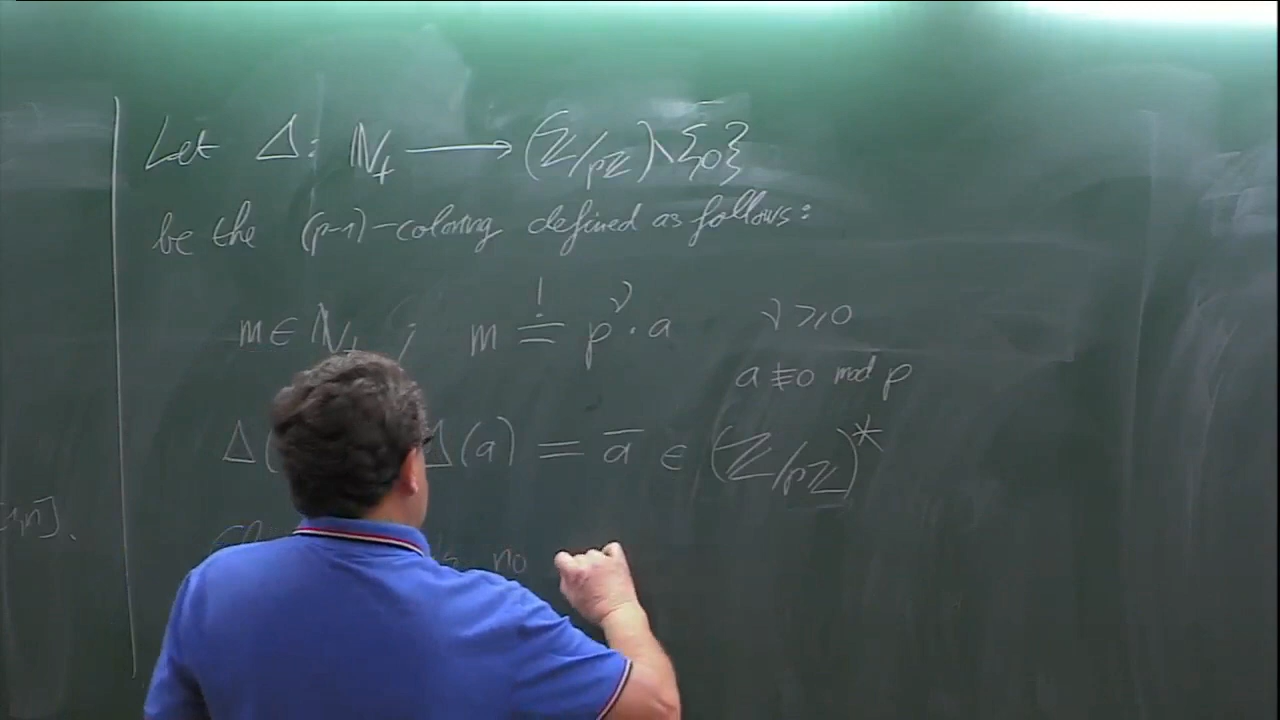 Let Δ: ℕ₊ ⟶ (ℤ/pℤ)∖{0}
be the (p-1)-coloring defined as follows:
m ∈ ℕ₊ ; m ≐! p^ν · a ν ⩾ 0
a ≢ 0 mod p
Δ( Δ(a) = a̅ ∈ (ℤ/pℤ)*
,n].
no